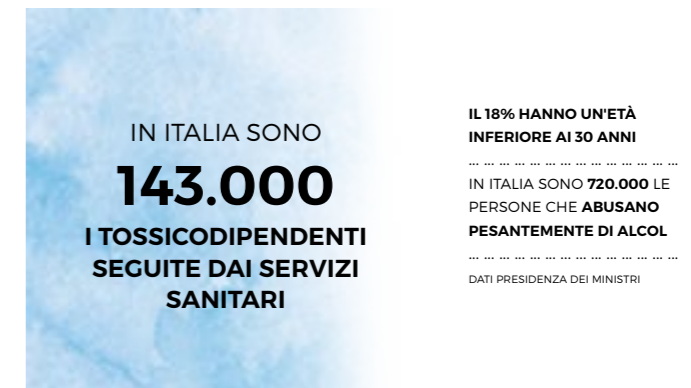 IN ITALIA SONO
143.000
I TOSSICODIPENDENTI
SEGUITE DAI SERVIZI
SANITARI
IL 18% HANNO UN'ETÀ
INFERIORE AI 30 ANNI
... ... ... ... ... ... ... ... ... ... ... ... ... ...
IN ITALIA SONO 720.000 LE
PERSONE CHE ABUSANO
PESANTEMENTE DI ALCOL
... ... ... ... ... ... ... ... ... ... ... ... ... ...
DATI PRESIDENZA DEI MINISTRI